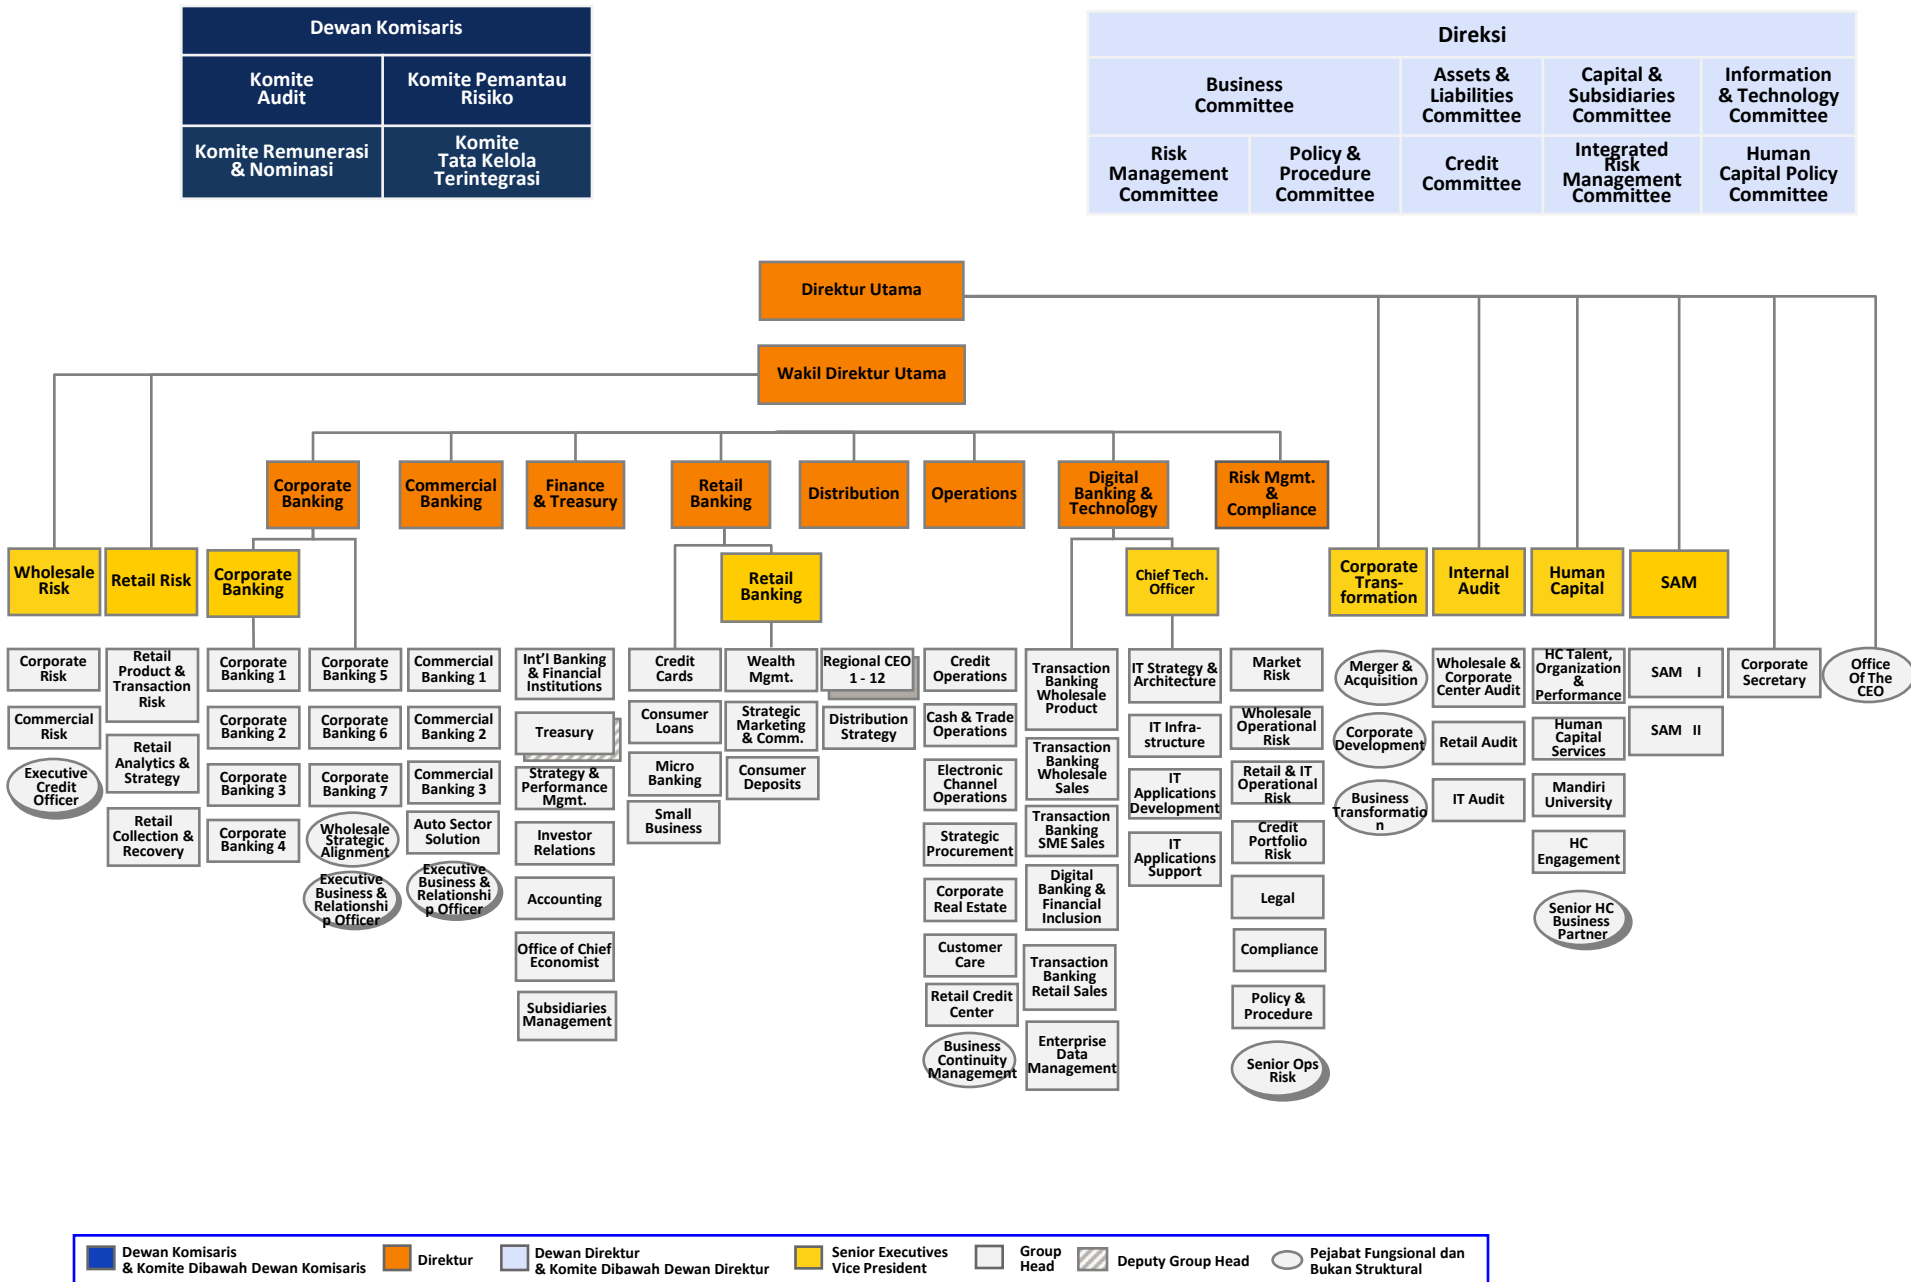 Dewan Komisaris
Komite
Audit
Komite Pemantau
Risiko
Komite Remunerasi
& Nominasi
Komite
Tata Kelola
Terintegrasi
Direksi
Business
Committee
Assets &
Liabilities
Committee
Capital &
Subsidiaries
Committee
Information
& Technology
Committee
Risk
Management
Committee
Policy &
Procedure
Committee
Credit
Committee
Integrated
Risk
Management
Committee
Human
Capital Policy
Committee
Direktur Utama
Wakil Direktur Utama
Corporate
Banking
Commercial
Banking
Finance
& Treasury
Retail
Banking
Distribution
Operations
Digital
Banking &
Technology
Risk Mgmt.
&
Compliance
Wholesale
Risk
Retail Risk
Corporate
Banking
Retail
Banking
Chief Tech.
Officer
Corporate
Trans-
formation
Internal
Audit
Human
Capital
SAM
Corporate
Risk
Commercial
Risk
Executive
Credit
Officer
Retail
Product &
Transaction
Risk
Retail
Analytics &
Strategy
Retail
Collection &
Recovery
Corporate
Banking 1
Corporate
Banking 2
Corporate
Banking 3
Corporate
Banking 4
Corporate
Banking 5
Corporate
Banking 6
Corporate
Banking 7
Wholesale
Strategic
Alignment
Executive
Business &
Relationshi
p Officer
Commercial
Banking 1
Commercial
Banking 2
Commercial
Banking 3
Auto Sector
Solution
Executive
Business &
Relationshi
p Officer
Int'l Banking
& Financial
Institutions
Treasury
Strategy &
Performance
Mgmt.
Investor
Relations
Accounting
Office of Chief
Economist
Subsidiaries
Management
Credit
Cards
Consumer
Loans
Micro
Banking
Small
Business
Wealth
Mgmt.
Strategic
Marketing
& Comm.
Consumer
Deposits
Regional CEO
1 - 12
Distribution
Strategy
Credit
Operations
Cash & Trade
Operations
Electronic
Channel
Operations
Strategic
Procurement
Corporate
Real Estate
Customer
Care
Retail Credit
Center
Business
Continuity
Management
Transaction
Banking
Wholesale
Product
Transaction
Banking
Wholesale
Sales
Transaction
Banking
SME Sales
Digital
Banking &
Financial
Inclusion
Transaction
Banking
Retail Sales
Enterprise
Data
Management
IT Strategy &
Architecture
IT Infra-
structure
IT
Applications
Development
IT
Applications
Support
Market
Risk
Wholesale
Operational
Risk
Retail & IT
Operational
Risk
Credit
Portfolio
Risk
Legal
Compliance
Policy &
Procedure
Senior Ops
Risk
Merger &
Acquisition
Corporate
Development
Business
Transformatio
n
Wholesale &
Corporate
Center Audit
Retail Audit
IT Audit
HC Talent,
Organization
&
Performance
Human
Capital
Services
Mandiri
University
HC
Engagement
Senior HC
Business
Partner
SAM I
SAM II
Corporate
Secretary
Office
Of The
CEO
Dewan Komisaris
& Komite Dibawah Dewan Komisaris
Direktur
Dewan Direktur
& Komite Dibawah Dewan Direktur
Senior Executives
Vice President
Group
Head
Deputy Group Head
Pejabat Fungsional dan
Bukan Struktural